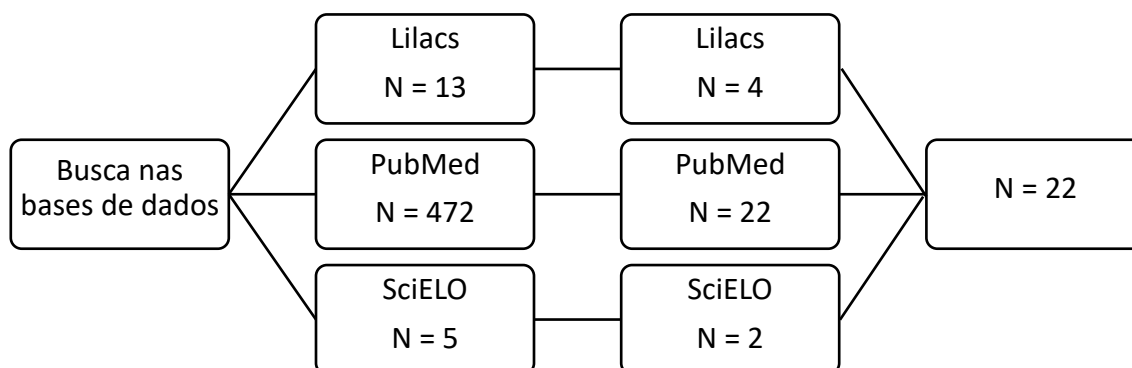 Busca nas
bases de dados
Lilacs
N = 13
PubMed
N = 472
SciELO
N = 5
Lilacs
N = 4
PubMed
N = 22
SciELO
N = 2
N = 22